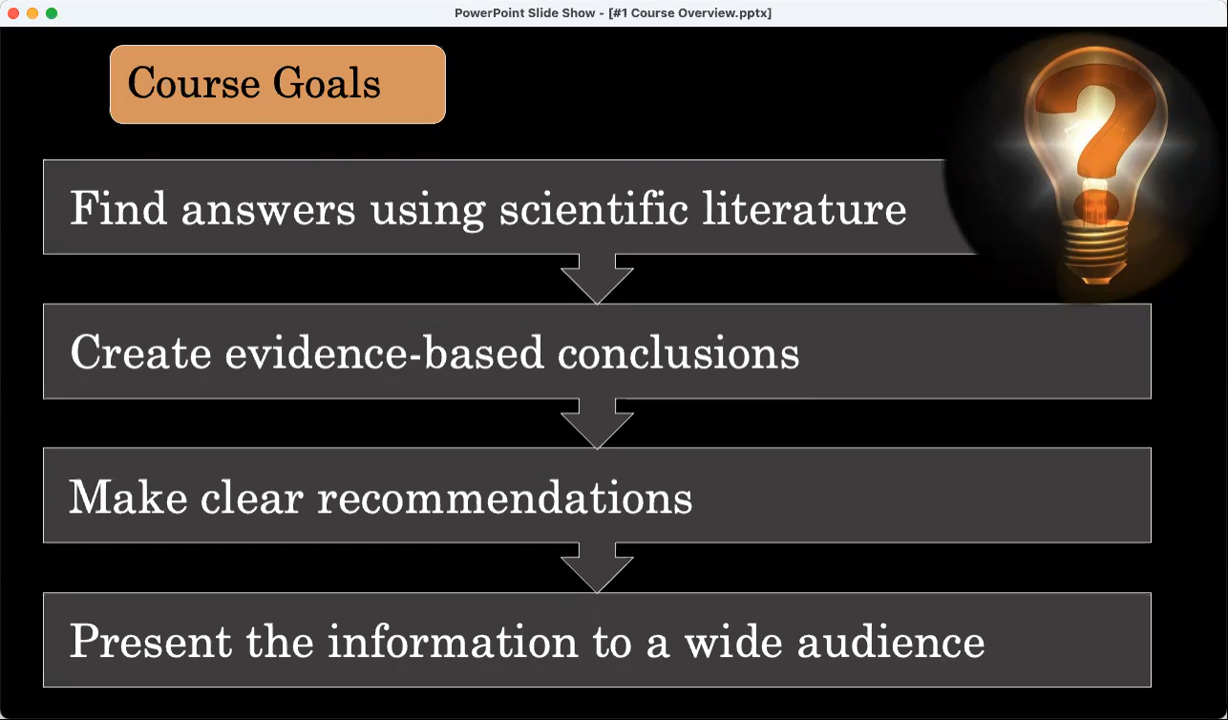 PowerPoint Slide Show - [#1 Course Overview.pptx]
Course Goals
Find answers using scientific literature
Create evidence-based conclusions
Make clear recommendations
Present the information to a wide audience